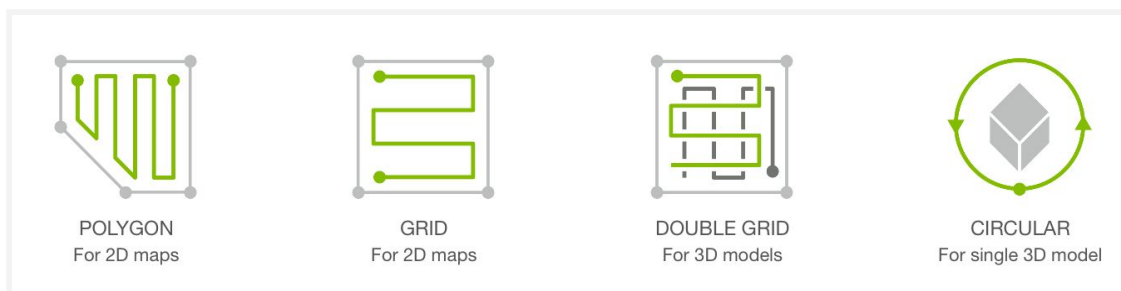 POLYGON
For 2D maps
GRID
For 2D maps
DOUBLE GRID
For 3D models
CIRCULAR
For single 3D model